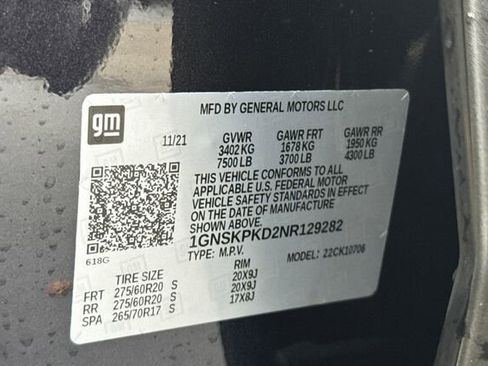 MFD BY GENERAL MOTORS LLC
gm
11/21 GVWR GAWR FRT GAWR RR
3402 KG 1678 KG 1950 KG
7500 LB 3700 LB 4300 LB
THIS VEHICLE CONFORMS TO ALL
APPLICABLE U.S. FEDERAL MOTOR
VEHICLE SAFETY STANDARDS IN EFFECT
ON THE DATE OF MANUFACTURE
SHOWN ABOVE.
1GNSKPKD2NR129282
618G TYPE: M.P.V. MODEL: 22CK10706
TIRE SIZE RIM
FRT 275/60R20 S 20X9J
RR 275/60R20 S 20X9J
SPA 265/70R17 S 17X8J